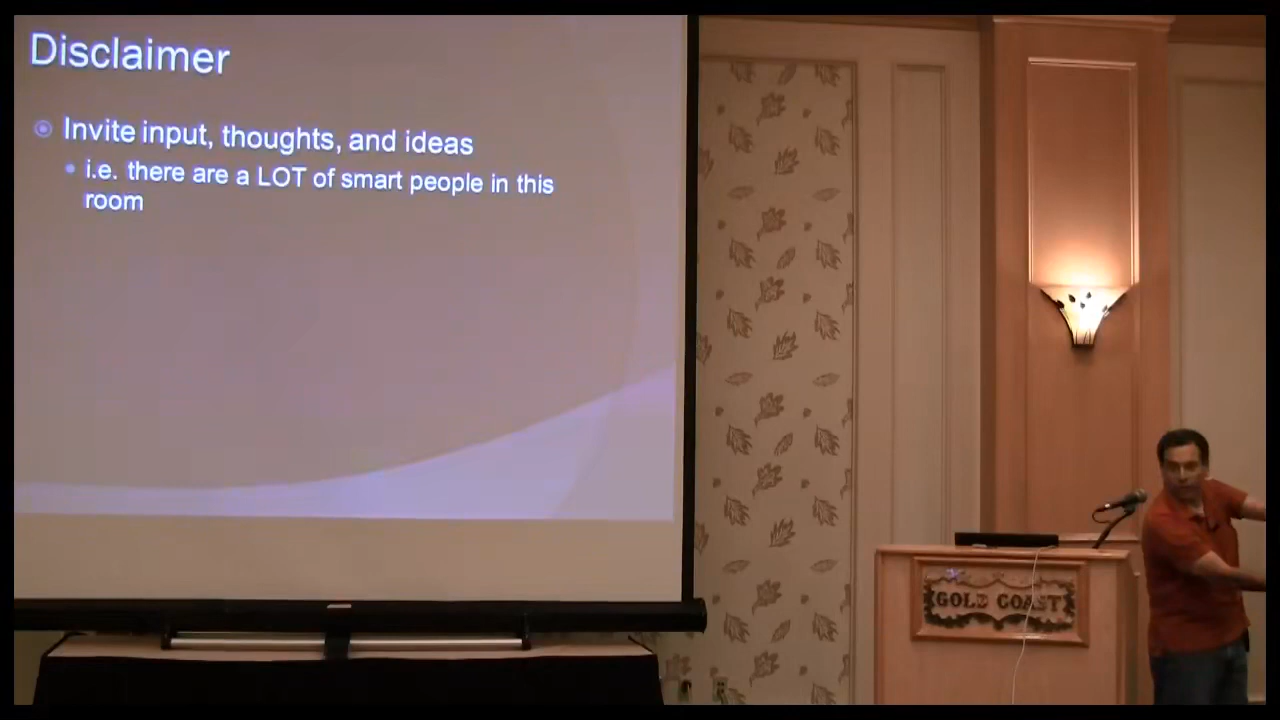 Disclaimer
Invite input, thoughts, and ideas
i.e. there are a LOT of smart people in this
room
GOLD COAST